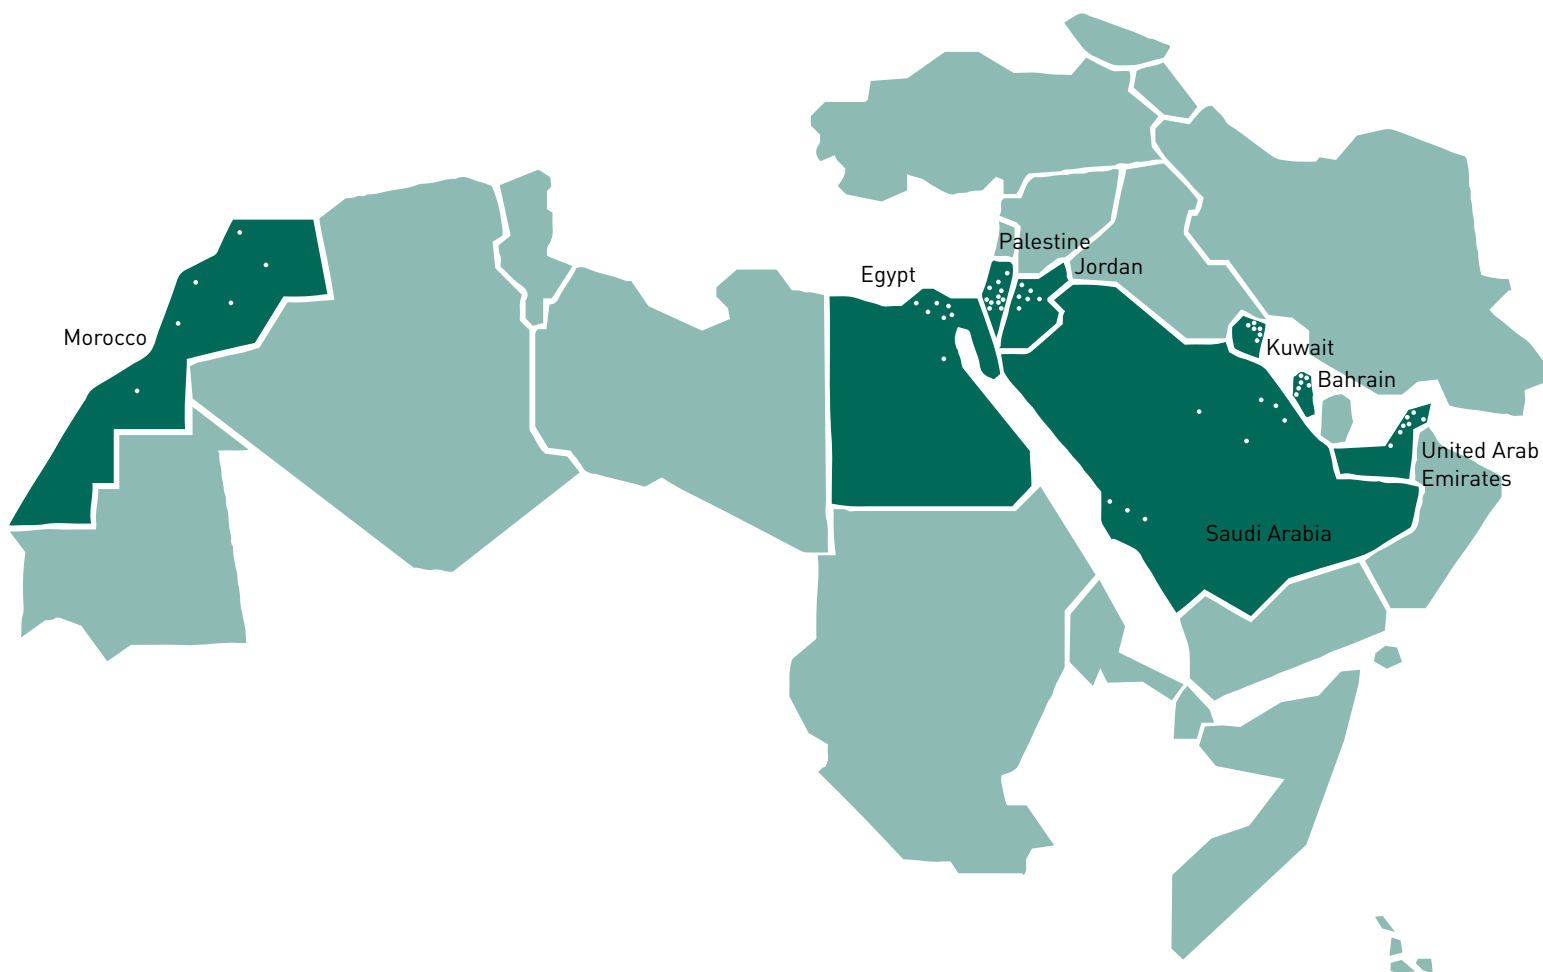 Palestine
Egypt
Jordan
Morocco
Kuwait
Bahrain
United Arab
Emirates
Saudi Arabia